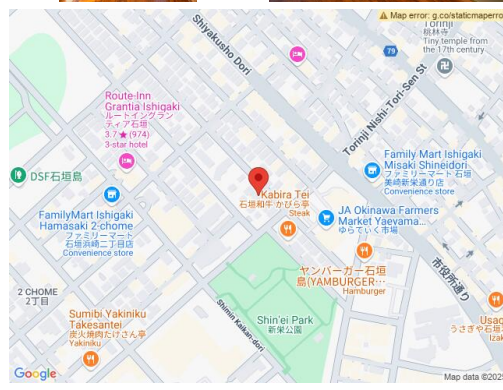 Map error: g.co/staticmaperro
Torinji
桃林寺
Tiny temple from
the 17th century
Shiyakusho Dori
79
Torinji Nishi-Tori-Sen St
Route-Inn
Grantia Ishigaki
ルートイングラン
ティア石垣
3.7★(974)
3-star hotel
DSF石垣島
Family Mart Ishigaki
Misaki Shineidori
ファミリーマート石垣
美崎新栄通り店
Convenience store
FamilyMart Ishigaki
Hamasaki 2-chome
ファミリーマート
石垣浜崎二丁目店
Convenience store
Kabira Tei
石垣和牛 かびら亭
Steak
JA Okinawa Farmers
Market Yaeyama...
ゆらてぃく市場
ヤンバーガー石垣
島(YAMBURGER...
Hamburger
市役所通り
2 CHOME
2丁目
Shimin Kaikan-dori
Shin'ei Park
新栄公園
Sumibi Yakiniku
Takesantei
炭火焼肉たけさん亭
Yakiniku
Usag
うさぎや石垣
Izak
Google
Map data ©202